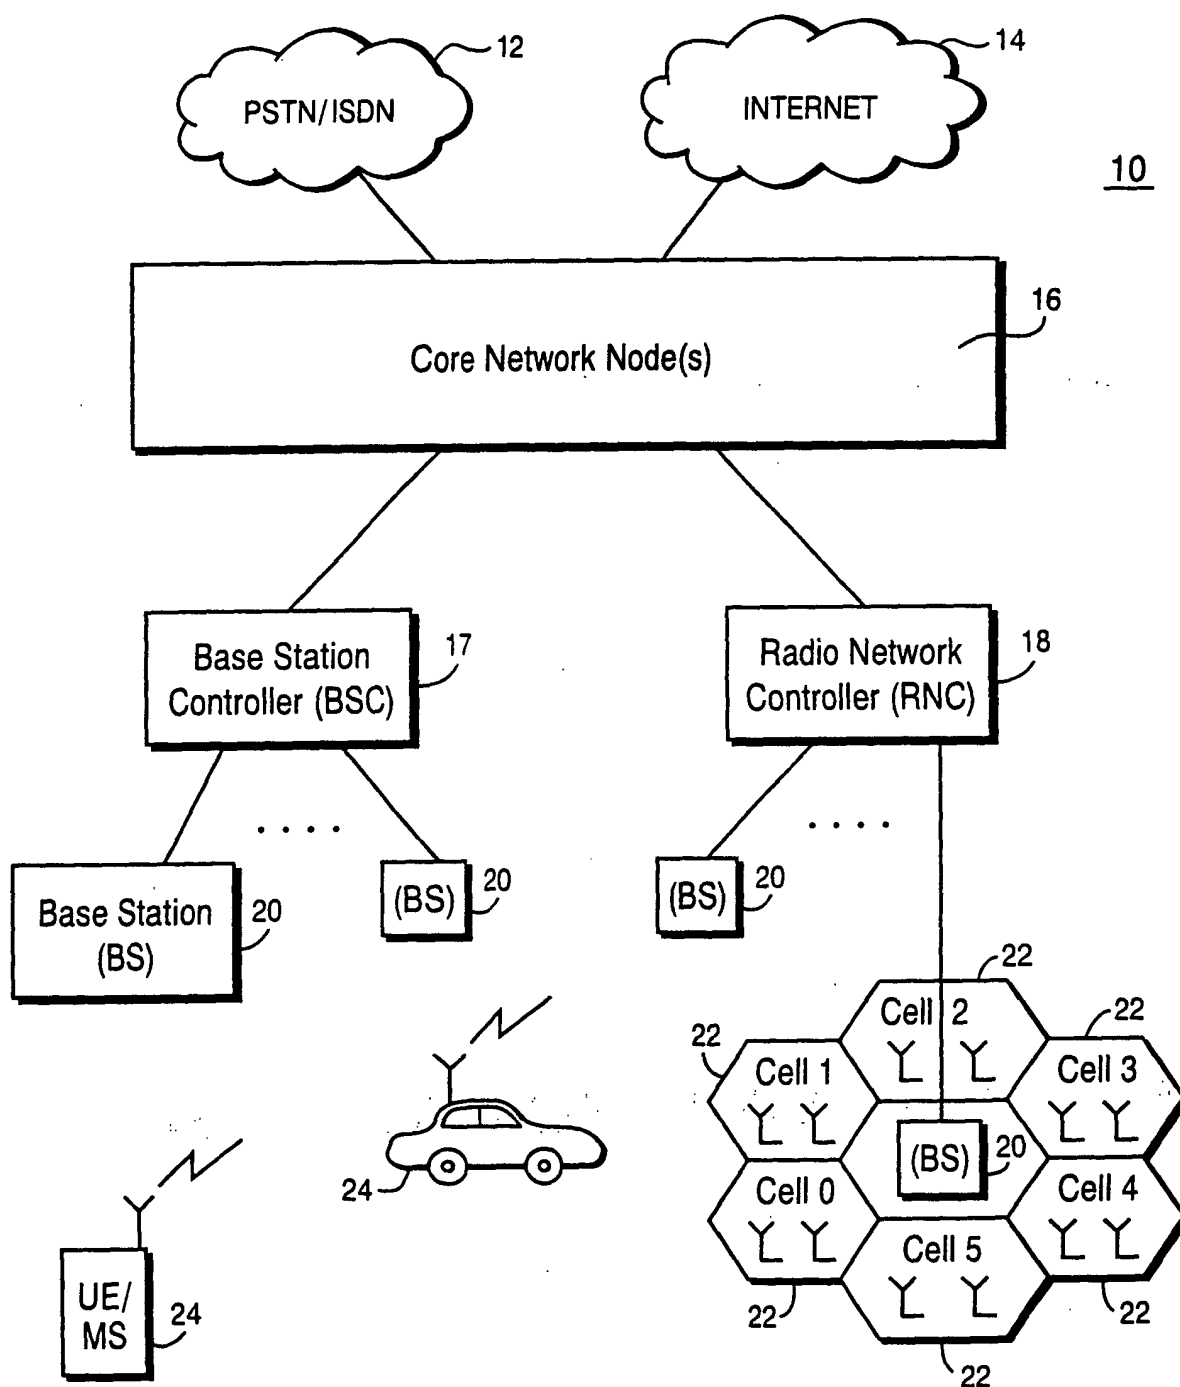 12
14
PSTN/ISDN
INTERNET
10
16
Core Network Node(s)
17
18
Base Station
Controller (BSC)
Radio Network
Controller (RNC)
. . . .
. . . .
Base Station
(BS)
20
(BS)
20
(BS)
20
22
22
22
Cell 2
Cell 1
Cell 3
(BS)
20
Cell 0
Cell 4
Cell 5
22
22
22
24
UE/
MS
24